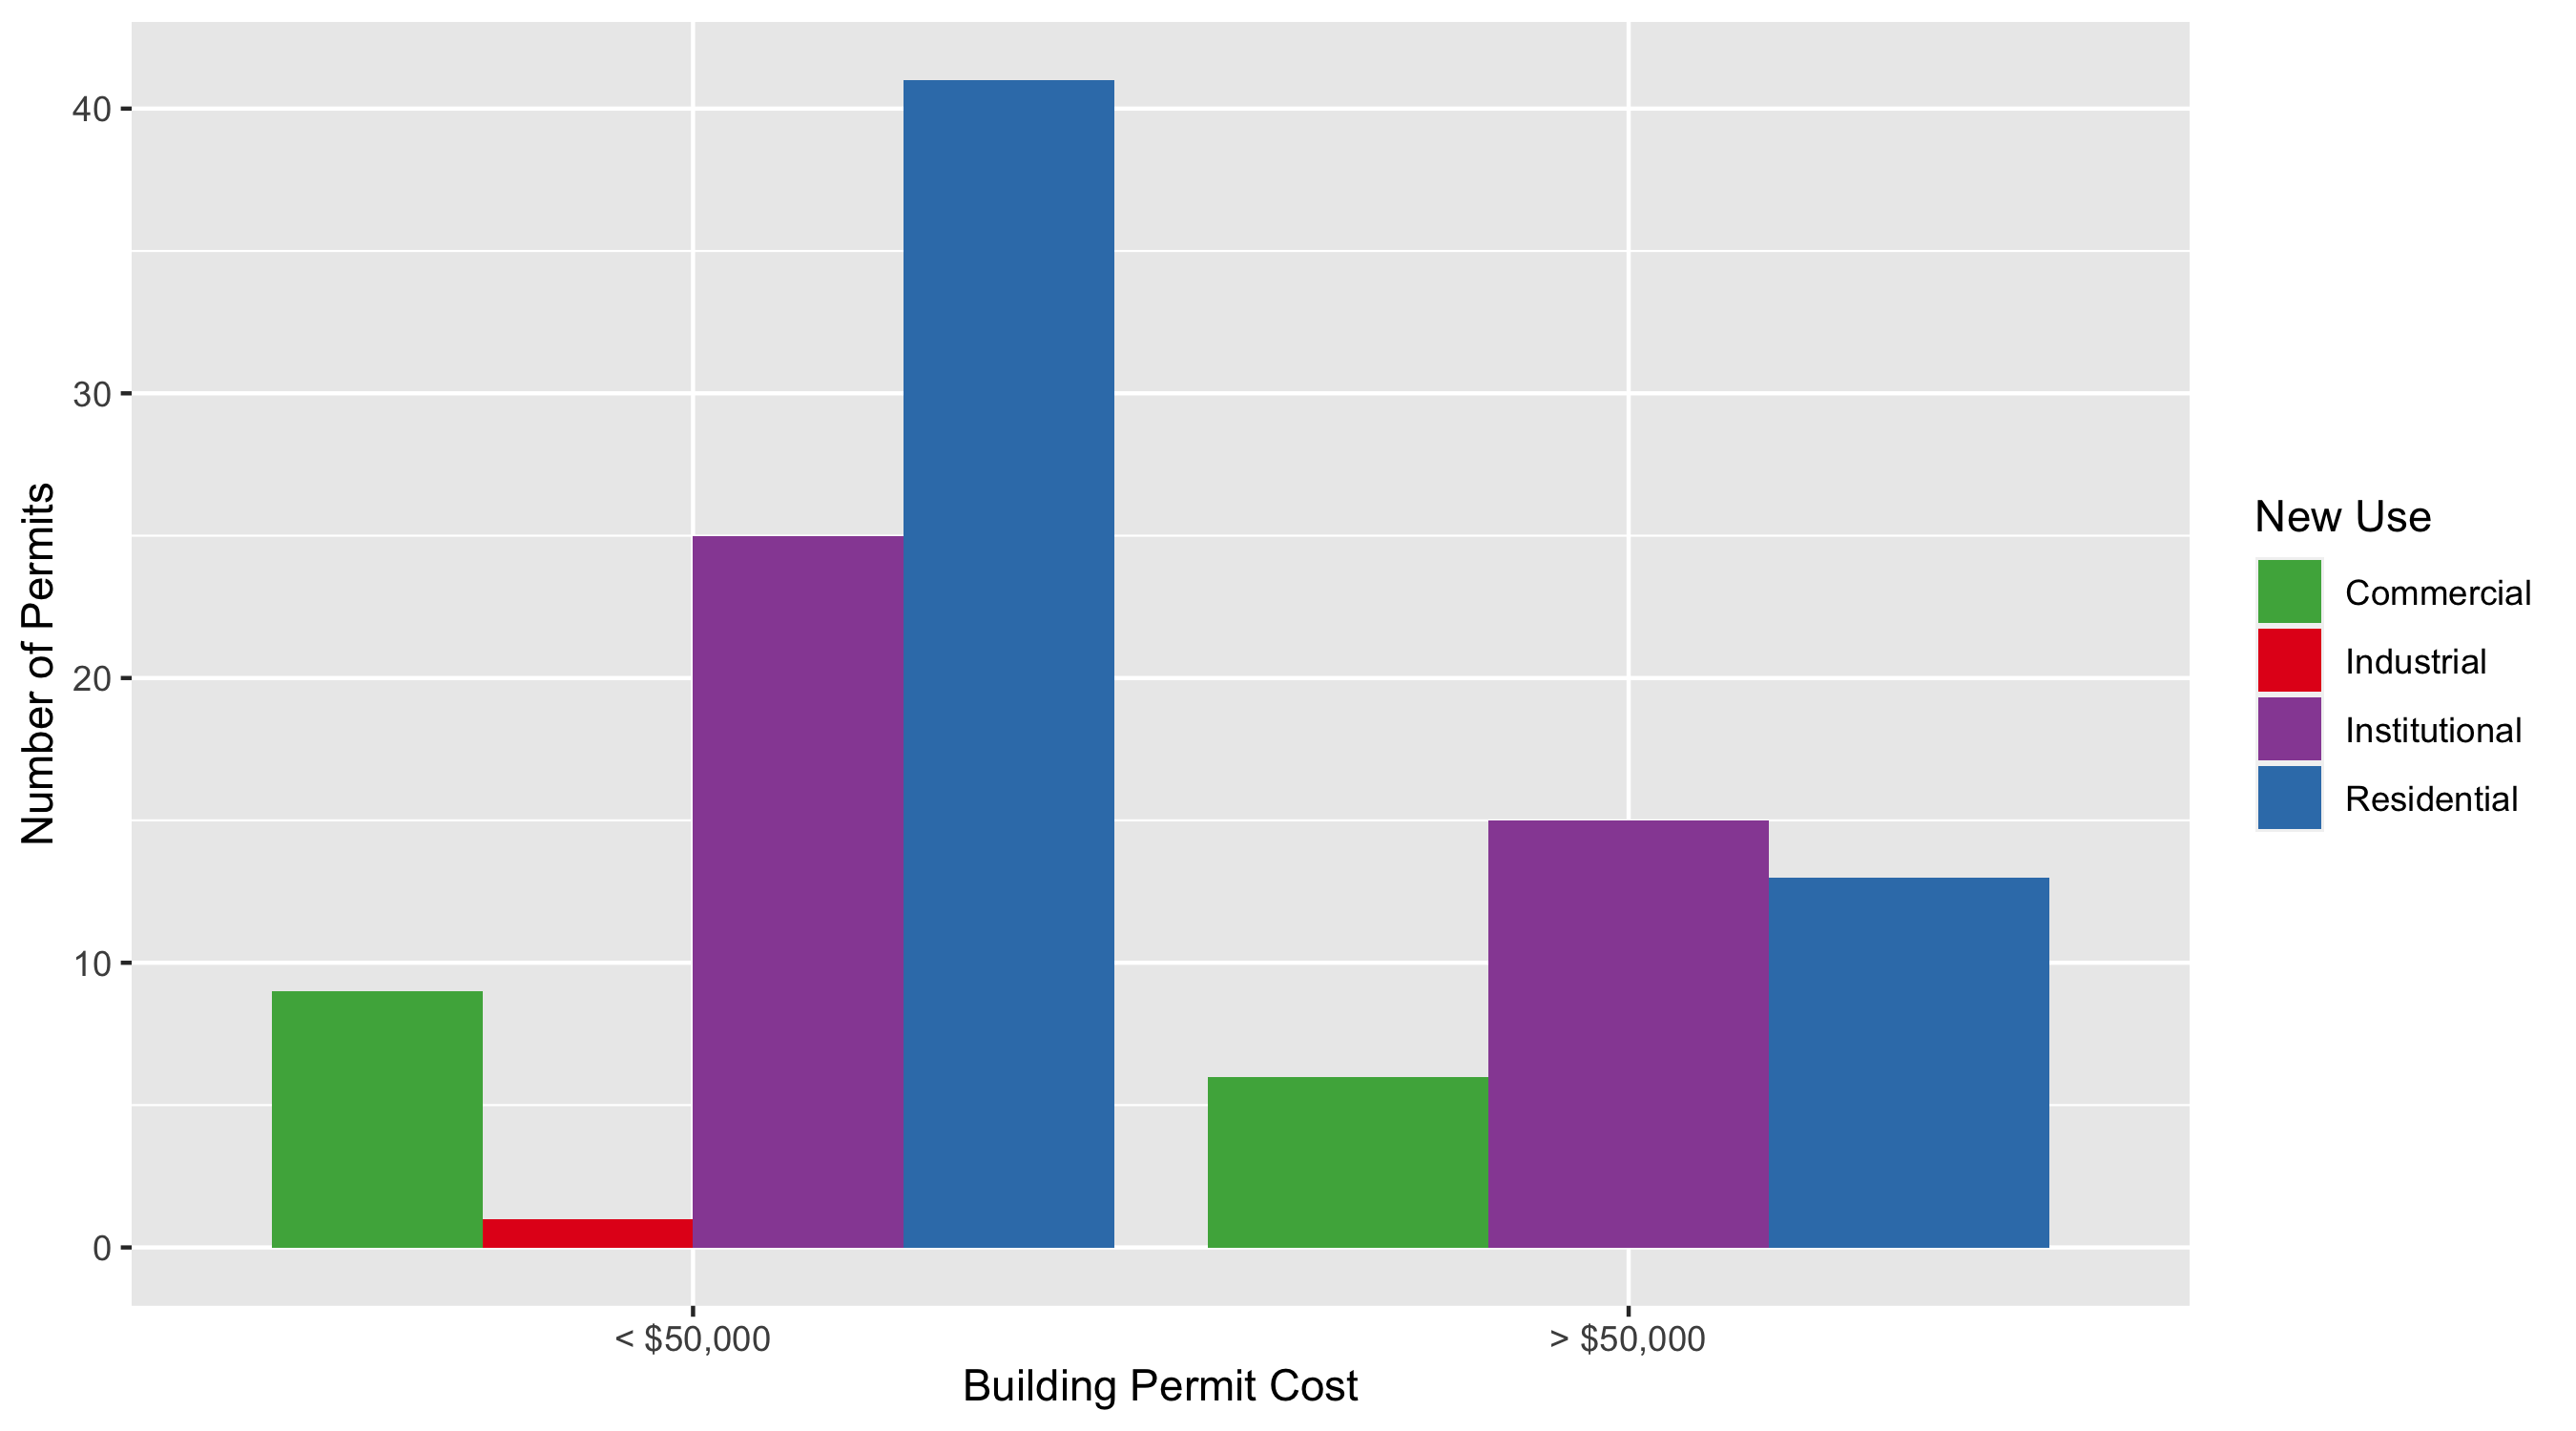 40
30
20
10
0
Number of Permits
< $50,000
> $50,000
Building Permit Cost
New Use
Commercial
Industrial
Institutional
Residential